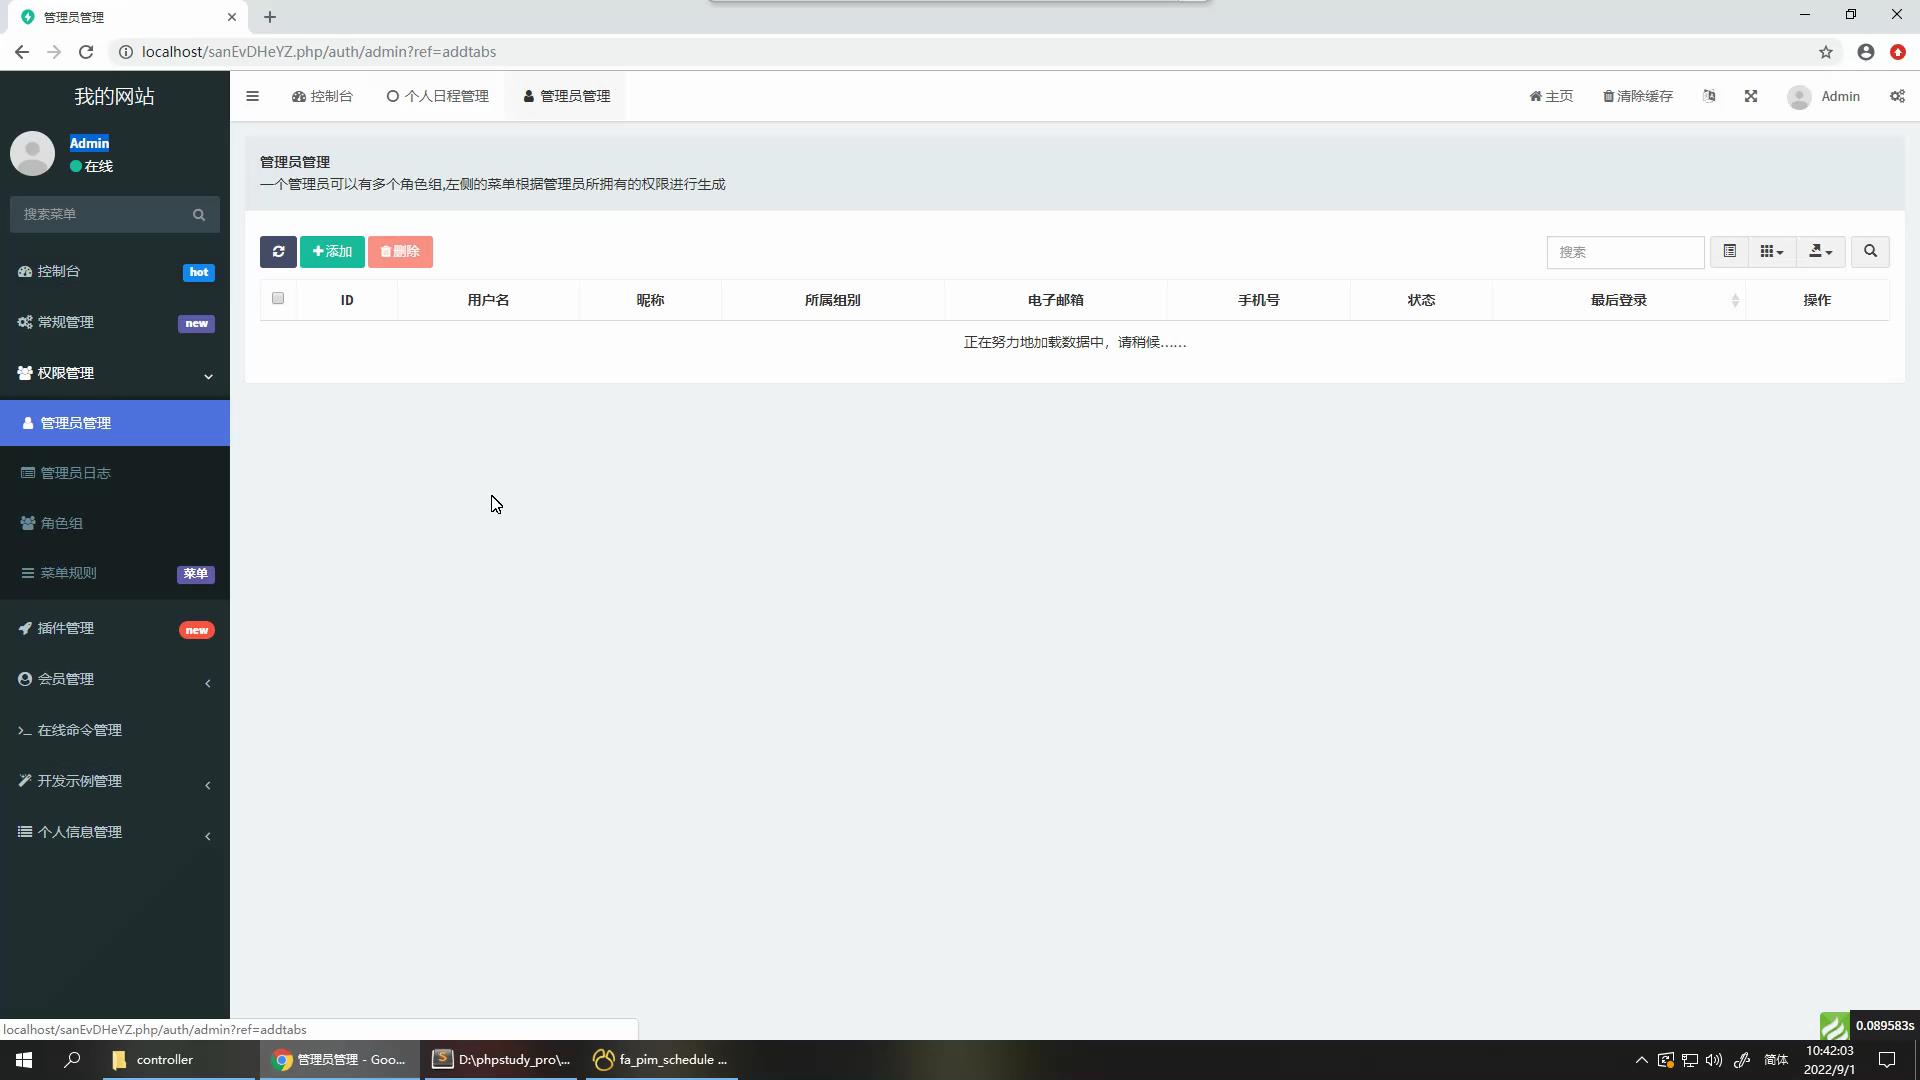 管理员管理
localhost/sanEvDHeYZ.php/auth/admin?ref=addtabs
我的网站
控制台
个人日程管理
管理员管理
主页
清除缓存
Admin
Admin
在线
搜索菜单
控制台
hot
常规管理
new
权限管理
管理员管理
管理员日志
角色组
菜单规则
菜单
插件管理
new
会员管理
在线命令管理
开发示例管理
个人信息管理
管理员管理
一个管理员可以有多个角色组,左侧的菜单根据管理员所拥有的权限进行生成
添加
删除
搜索
ID
用户名
昵称
所属组别
电子邮箱
手机号
状态
最后登录
操作
正在努力地加载数据中，请稍候……
localhost/sanEvDHeYZ.php/auth/admin?ref=addtabs
0.089583s
controller
管理员管理 - Goo...
D:\phpstudy_pro\...
fa_pim_schedule ...
简体
10:42:03
2022/9/1